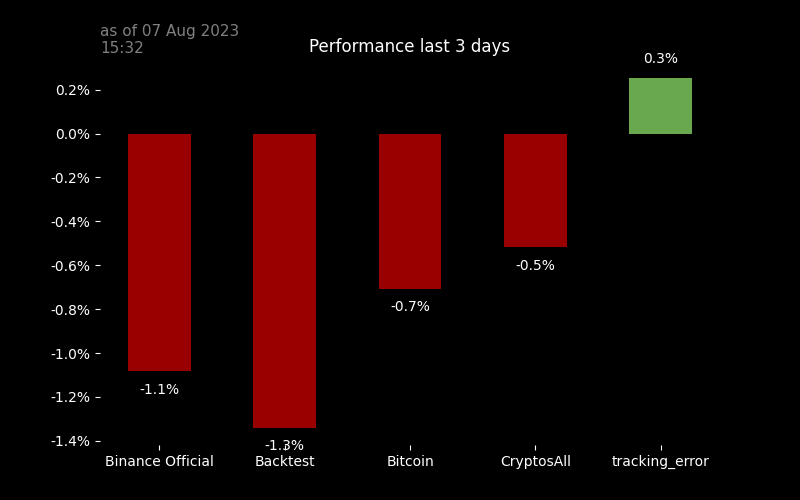 as of 07 Aug 2023
15:32
Performance last 3 days
0.3%
0.2%
0.0%
-0.2%
-0.4%
-0.6%
-0.8%
-1.0%
-1.2%
-1.4%
-0.5%
-0.7%
-1.1%
-1.3%
Binance Official
Backtest
Bitcoin
CryptosAll
tracking_error